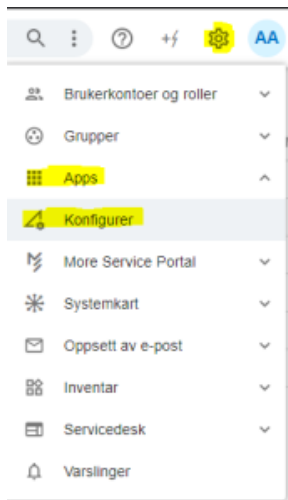 AA
Brukerkontoer og roller
Grupper
Apps
Konfigurer
More Service Portal
Systemkart
Oppsett av e-post
Inventar
Servicedesk
Varslinger